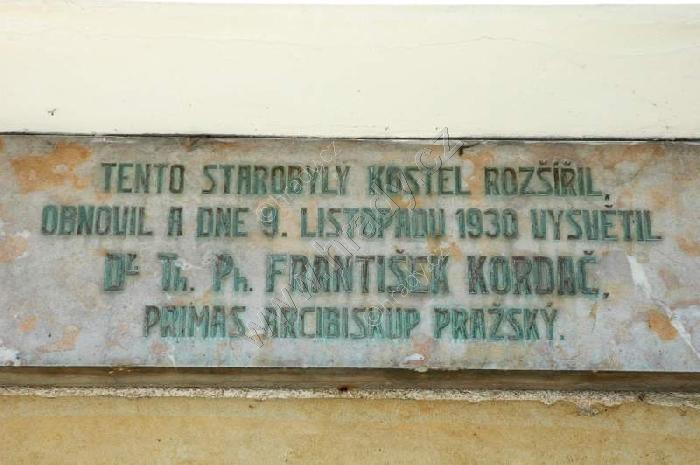 TENTO STAROBYLÝ KOSTEL ROZŠÍŘIL,
OBNOVIL A DNE 9. LISTOPADU 1930 VYSVĚTIL
Dr. Th. Ph. FRANTIŠEK KORDAČ,
PRIMAS ARCIBISKUP PRAŽSKÝ.